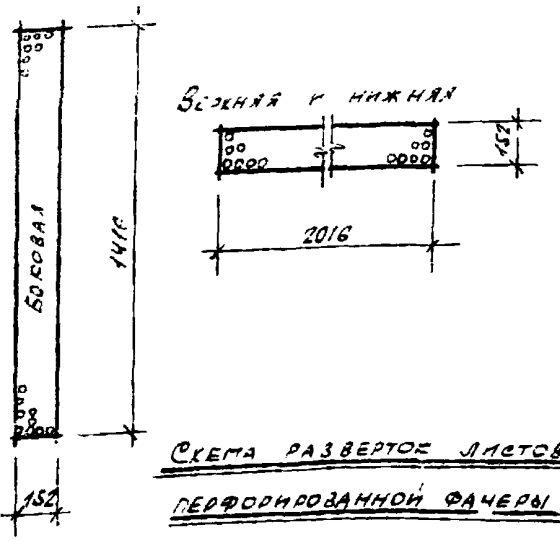 Верхняя и нижняя
152
2016
БОКОВАЯ
1416
152
СХЕМА РАЗВЕРТОК ЛИСТОВ
ПЕРФОРИРОВАННОЙ ФАНЕРЫ